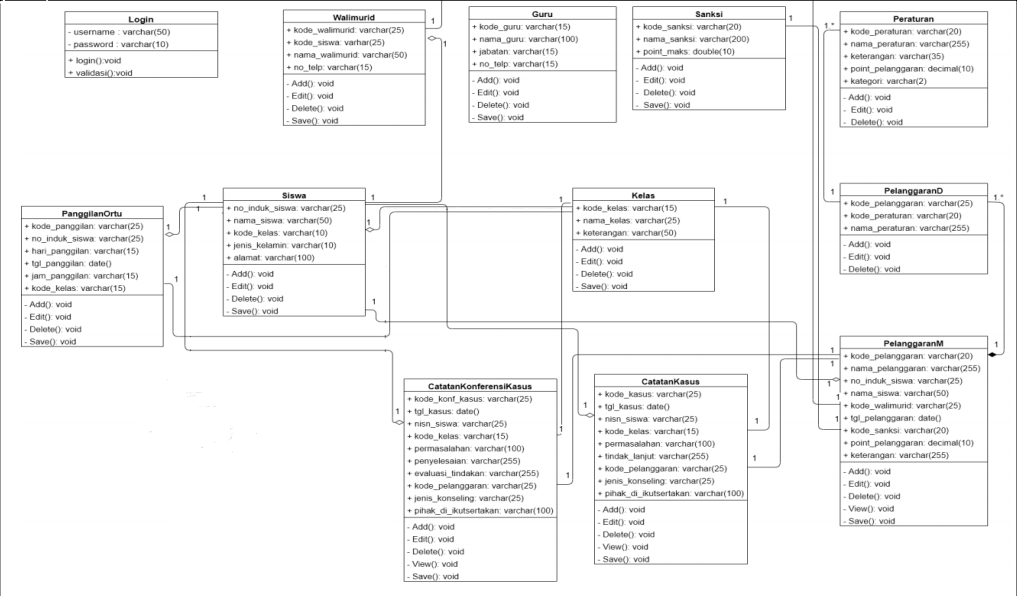 Login
- username : varchar(50)
- password : varchar(10)
+ login():void
+ validasi():void
Walimurid
+ kode_walimurid: varchar(25)
+ kode_siswa: varhar(25)
+ nama_walimurid: varchar(50)
+ no_telp: varchar(15)
- Add(): void
- Edit(): void
- Delete(): void
- Save(): void
1
1
Guru
+ kode_guru: varchar(15)
+ nama_guru: varchar(100)
+ jabatan: varchar(15)
+ no_telp: varchar(15)
- Add(): void
- Edit(): void
- Delete(): void
- Save(): void
Sanksi
+ kode_sanksi: varchar(20)
+ nama_sanksi: varchar(200)
+ point_maks: double(10)
- Add(): void
- Edit(): void
- Delete(): void
- Save(): void
1
1 *
Peraturan
+ kode_peraturan: varchar(20)
+ nama_peraturan: varchar(255)
+ keterangan: varchar(35)
+ point_pelanggaran: decimal(10)
+ kategori: varchar(2)
- Add(): void
- Edit(): void
- Delete(): void
PanggilanOrtu
+ kode_panggilan: varchar(25)
+ no_induk_siswa: varchar(25)
+ hari_panggilan: varchar(15)
+ tgl_panggilan: date()
+ jam_panggilan: varchar(15)
+ kode_kelas: varchar(15)
- Add(): void
- Edit(): void
- Delete(): void
- Save(): void
1
1
1
1
Siswa
+ no_induk_siswa: varchar(25)
+ nama_siswa: varchar(50)
+ kode_kelas: varchar(10)
+ jenis_kelamin: varchar(10)
+ alamat: varchar(100)
- Add(): void
- Edit(): void
- Delete(): void
- Save(): void
1
1
1
1
Kelas
+ kode_kelas: varchar(15)
+ nama_kelas: varchar(25)
+ keterangan: varchar(50)
- Add(): void
- Edit(): void
- Delete(): void
- Save(): void
1
1
1 *
PelanggaranD
+ kode_pelanggaran: varchar(25)
+ kode_peraturan: varchar(20)
+ nama_peraturan: varchar(255)
- Add(): void
- Edit(): void
- Delete(): void
1
CatatanKonferensiKasus
+ kode_konf_kasus: varchar(25)
+ tgl_kasus: date()
+ nisn_siswa: varchar(25)
+ kode_kelas: varchar(15)
+ permasalahan: varchar(100)
+ penyelesaian: varchar(255)
+ evaluasi_tindakan: varchar(255)
+ kode_pelanggaran: varchar(25)
+ jenis_konseling: varchar(25)
+ pihak_di_ikutsertakan: varchar(100)
- Add(): void
- Edit(): void
- Delete(): void
- View(): void
- Save(): void
1
1
1
CatatanKasus
+ kode_kasus: varchar(25)
+ tgl_kasus: date()
+ nisn_siswa: varchar(25)
+ kode_kelas: varchar(15)
+ permasalahan: varchar(100)
+ tindak_lanjut: varchar(255)
+ kode_pelanggaran: varchar(25)
+ jenis_konseling: varchar(25)
+ pihak_di_ikutsertakan: varchar(100)
- Add(): void
- Edit(): void
- Delete(): void
- View(): void
- Save(): void
1
1
1
1
1
1
1
1
PelanggaranM
+ kode_pelanggaran: varchar(20)
+ nama_pelanggaran: varchar(255)
+ no_induk_siswa: varchar(25)
+ nama_siswa: varchar(50)
+ kode_walimurid: varchar(25)
+ tgl_pelanggaran: date()
+ kode_sanksi: varchar(20)
+ point_pelanggaran: decimal(10)
+ keterangan: varchar(255)
- Add(): void
- Edit(): void
- Delete(): void
- View(): void
- Save(): void